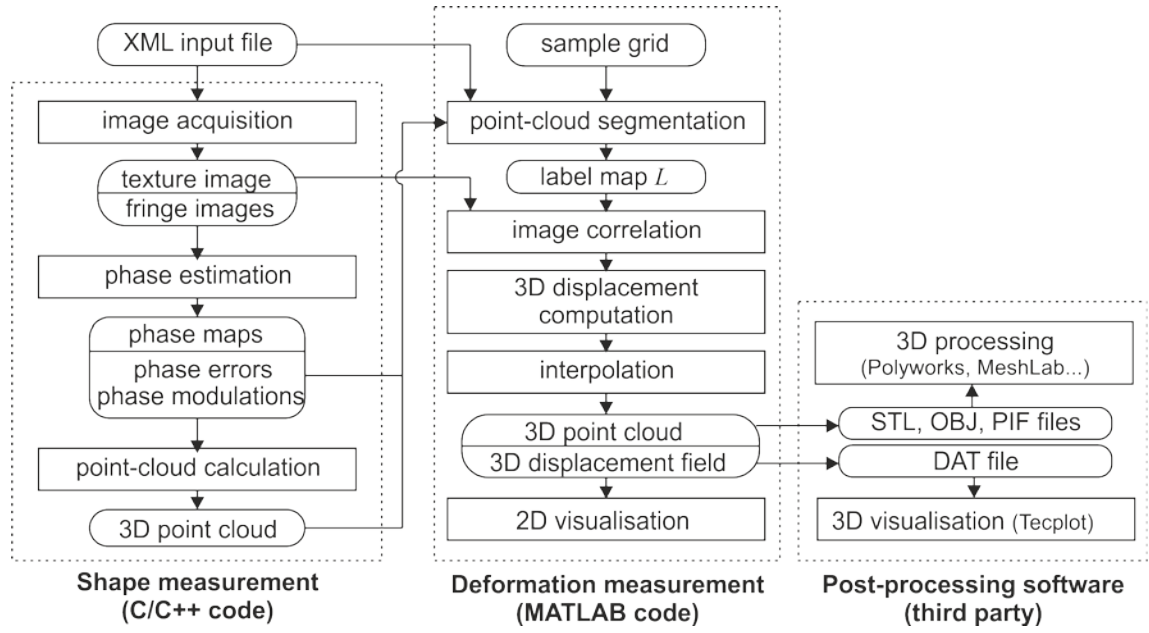 XML input file
image acquisition
texture image
fringe images
phase estimation
phase maps
phase errors
phase modulations
point-cloud calculation
3D point cloud
Shape measurement
(C/C++ code)
sample grid
point-cloud segmentation
label map L
image correlation
3D displacement
computation
interpolation
3D point cloud
3D displacement field
2D visualisation
Deformation measurement
(MATLAB code)
3D processing
(Polyworks, MeshLab...)
STL, OBJ, PIF files
DAT file
3D visualisation (Tecplot)
Post-processing software
(third party)